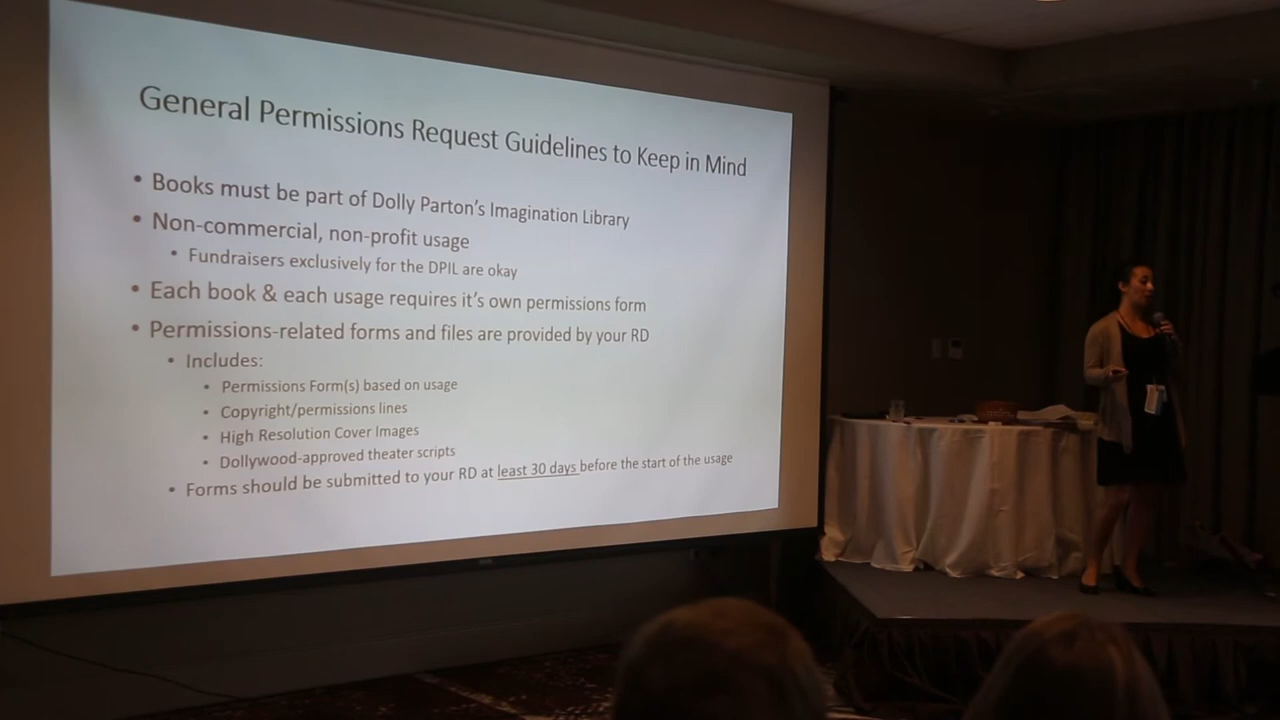 General Permissions Request Guidelines to Keep in Mind
• Books must be part of Dolly Parton's Imagination Library
• Non-commercial, non-profit usage
• Fundraisers exclusively for the DPIL are okay
• Each book & each usage requires it's own permissions form
• Permissions-related forms and files are provided by your RD
• Includes:
• Permissions Form(s) based on usage
• Copyright/permissions lines
• High Resolution Cover Images
• Dollywood-approved theater scripts
• Forms should be submitted to your RD at least 30 days before the start of the usage